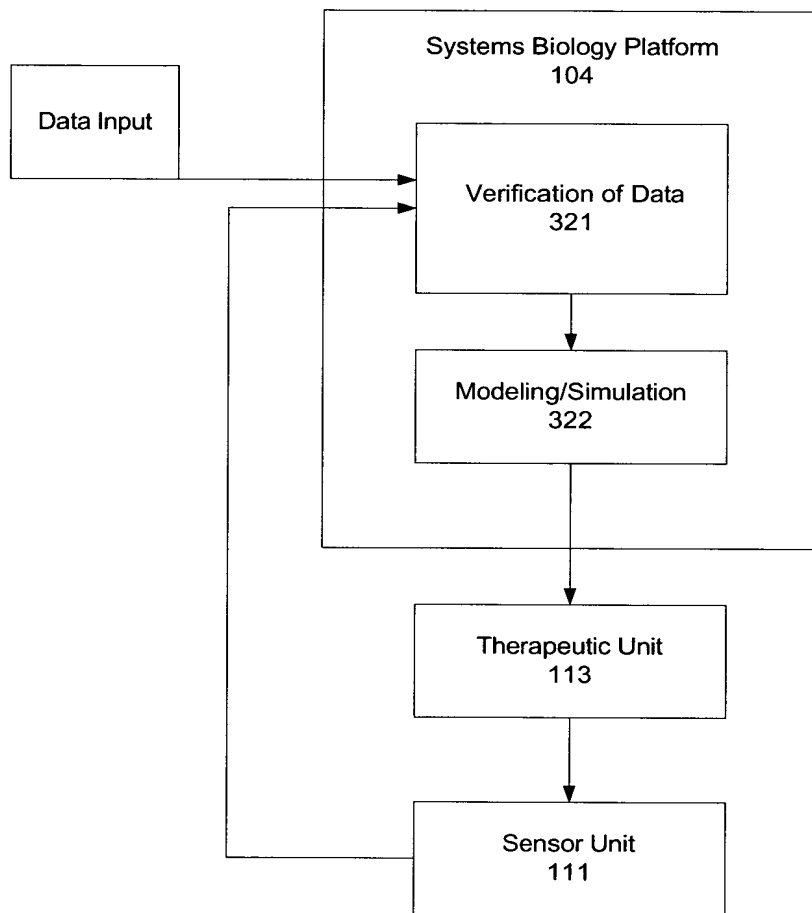 Systems Biology Platform
104
Data Input
Verification of Data
321
Modeling/Simulation
322
Therapeutic Unit
113
Sensor Unit
111